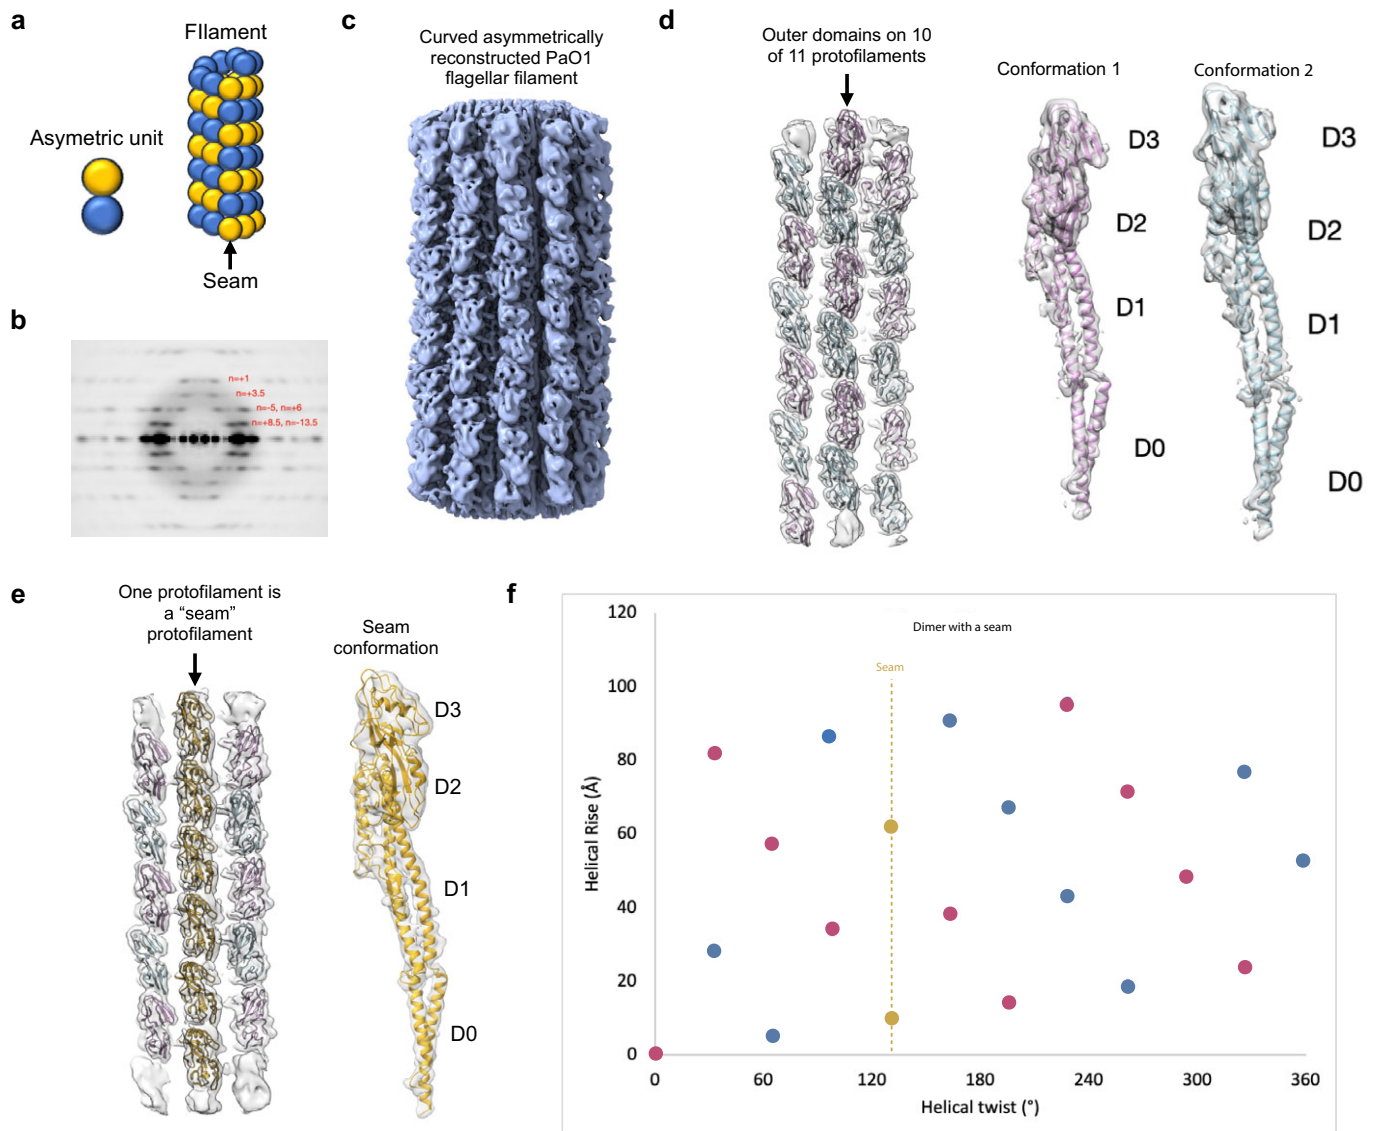 a
FIlament
Asymetric unit
Seam
b
n=+1
n=+3.5
n=-5, n=+6
n=+8.5, n=-13.5
c
Curved asymmetrically
reconstructed PaO1
flagellar filament
d
Outer domains on 10
of 11 protofilaments
Conformation 1
D3
D2
D1
D0
Conformation 2
D3
D2
D1
D0
e
One protofilament is
a “seam”
protofilament
Seam
conformation
D3
D2
D1
D0
f
Dimer with a seam
Seam
120
100
80
60
40
20
0
Helical Rise (Å)
0 60 120 180 240 300 360
Helical twist (°)